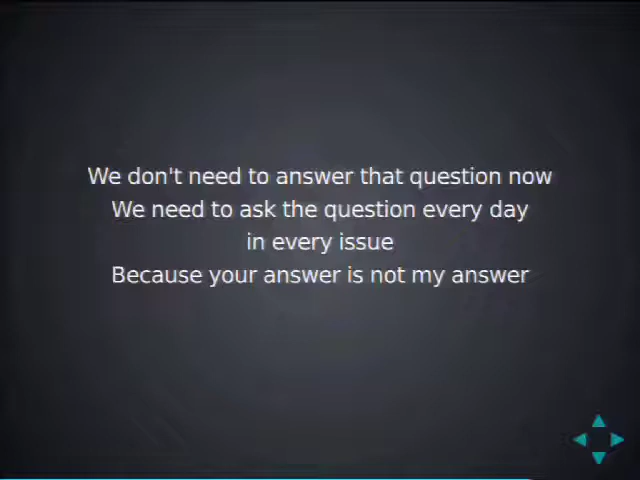 We don't need to answer that question now
We need to ask the question every day
in every issue
Because your answer is not my answer